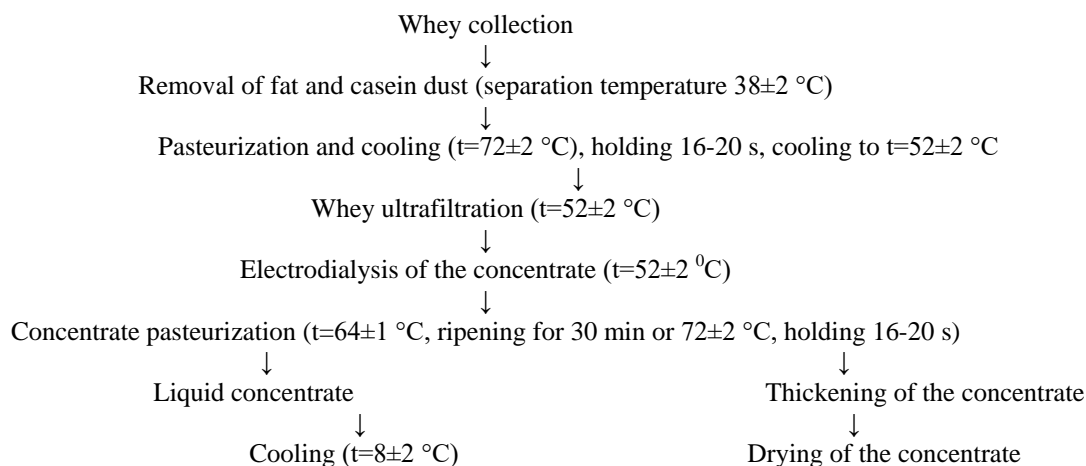 Whey collection
↓
Removal of fat and casein dust (separation temperature 38±2 °C)
↓
Pasteurization and cooling (t=72±2 °C), holding 16-20 s, cooling to t=52±2 °C
↓
Whey ultrafiltration (t=52±2 °C)
↓
Electrodialysis of the concentrate (t=52±2 ⁰C)
↓
Concentrate pasteurization (t=64±1 °C, ripening for 30 min or 72±2 °C, holding 16-20 s)
↓ ↓
Liquid concentrate Thickening of the concentrate
↓ ↓
Cooling (t=8±2 °C) Drying of the concentrate